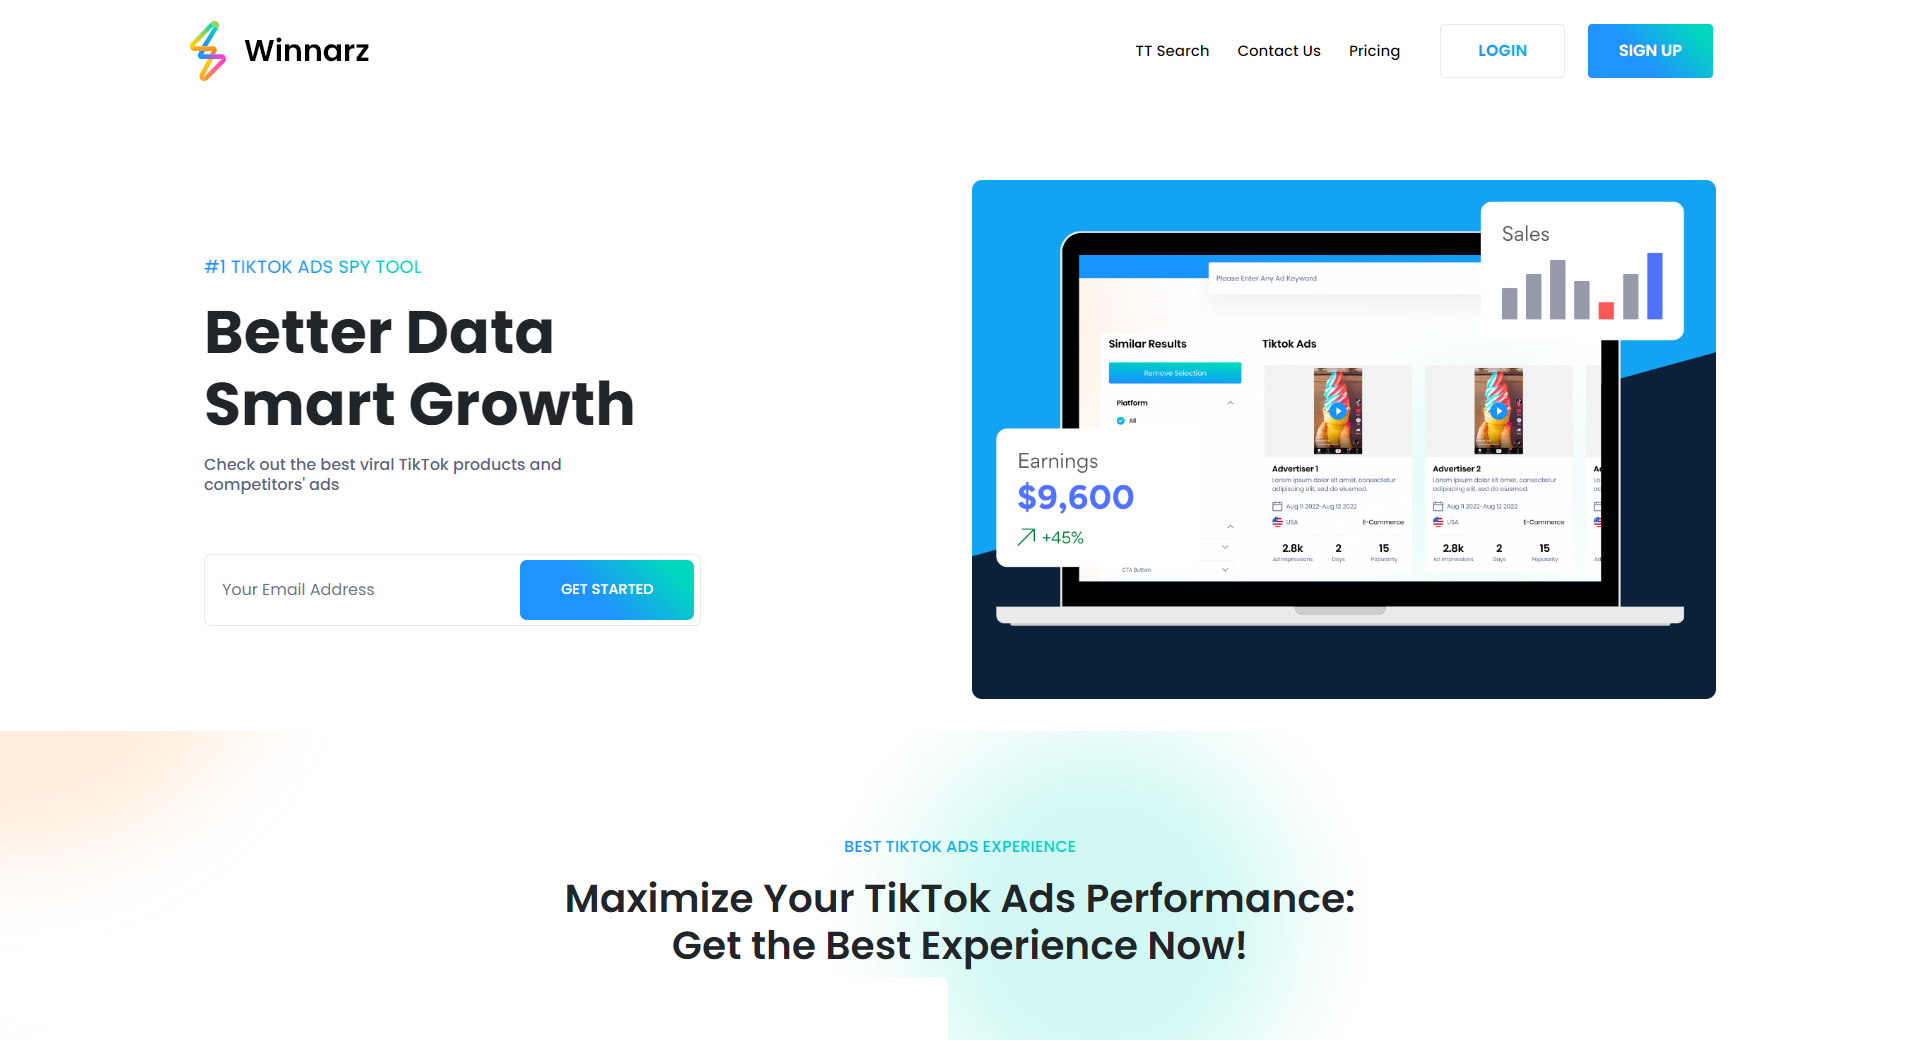 Winnarz
TT Search
Contact Us
Pricing
LOGIN
SIGN UP
#1 TIKTOK ADS SPY TOOL
Better Data
Smart Growth
Check out the best viral TikTok products and
competitors' ads
Your Email Address
GET STARTED
Sales
Please Enter Any Ad Keyword
Similar Results
Remove Selection
Platform
All
Earnings
$9,600
+45%
CTA Button
Tiktok Ads
Advertiser 1
Lorem ipsum dolor sit amet, consectetur
adipiscing elit, sed do eiusmod.
Aug 11 2022-Aug 12 2022
USA
E-Commerce
2.8k
2
15
Ad Impressions
Days
Popularity
Advertiser 2
Lorem ipsum dolor sit amet, consectetur
adipiscing elit, sed do eiusmod.
Aug 11 2022-Aug 12 2022
USA
E-Commerce
2.8k
2
15
Ad Impressions
Days
Popularity
BEST TIKTOK ADS EXPERIENCE
Maximize Your TikTok Ads Performance:
Get the Best Experience Now!